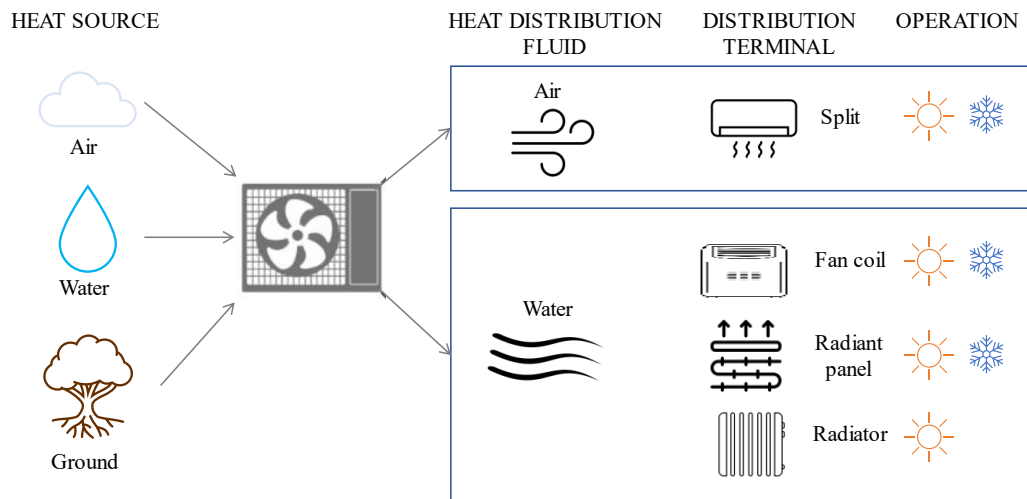 HEAT SOURCE
HEAT DISTRIBUTION
FLUID
DISTRIBUTION
TERMINAL
OPERATION
Air
Water
Ground
Air
Split
Water
Fan coil
Radiant
panel
Radiator